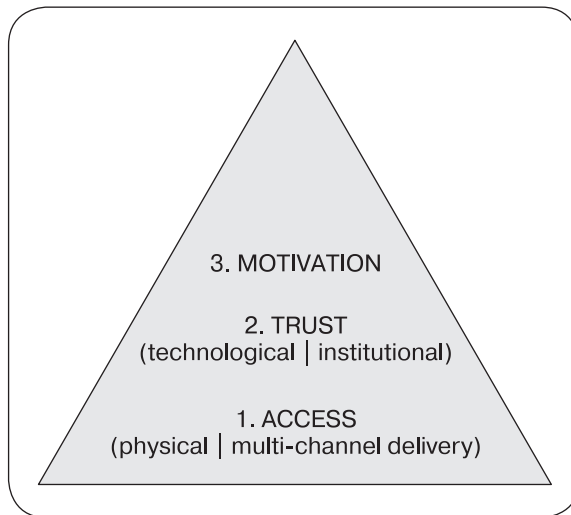 3. MOTIVATION
2. TRUST
(technological | institutional)
1. ACCESS
(physical | multi-channel delivery)